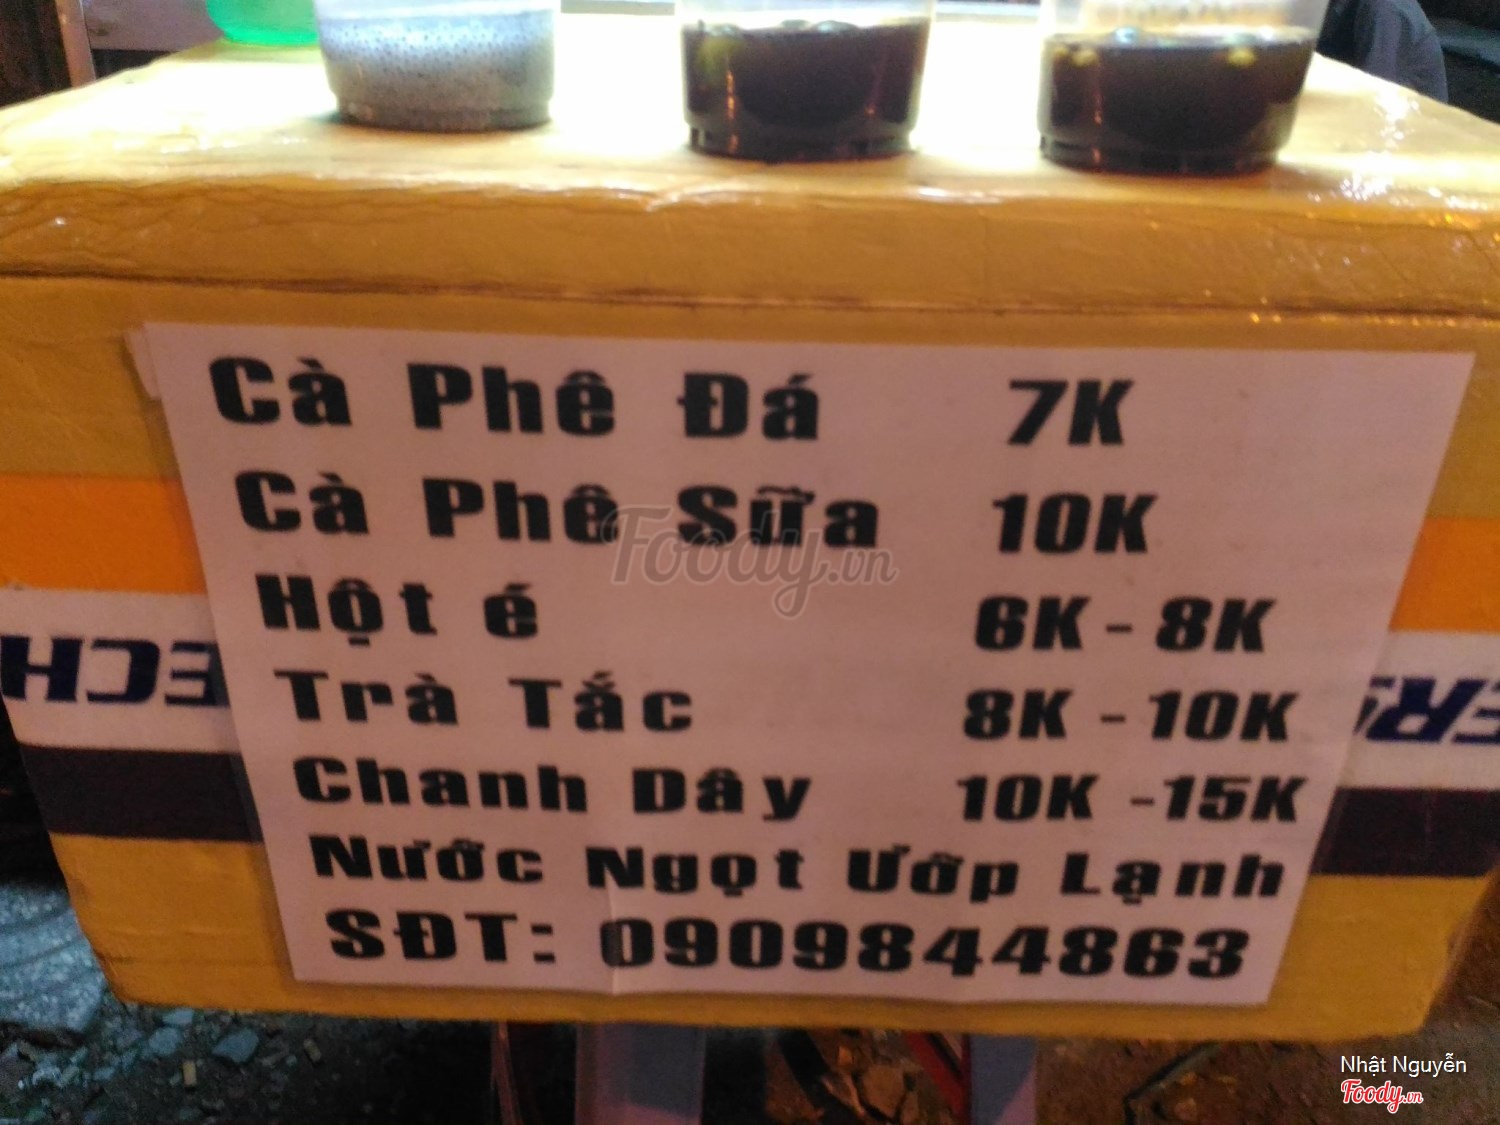 Cà Phê Đá 7K
Cà Phê Sữa 10K
Foody.vn
Hột é 6K - 8K
Trà Tắc 8K - 10K
Chanh Dây 10K -15K
Nước Ngọt Ướp Lạnh
SĐT: 0909844863
Nhật Nguyễn
Foody.vn